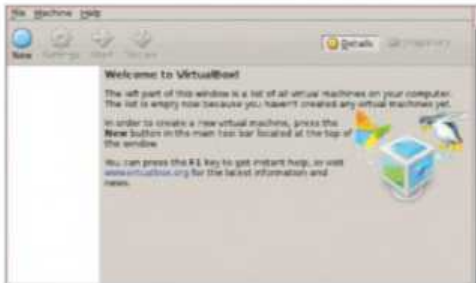 File Machine Help
New Settings Start Discard
Details Snapshots
Welcome to VirtualBox!
The left part of this window is a list of all virtual machines on your computer.
The list is empty now because you haven't created any virtual machines yet.
In order to create a new virtual machine, press the
New button in the main tool bar located at the top of
the window.
You can press the F1 key to get instant help, or visit
www.virtualbox.org for the latest information and
news.